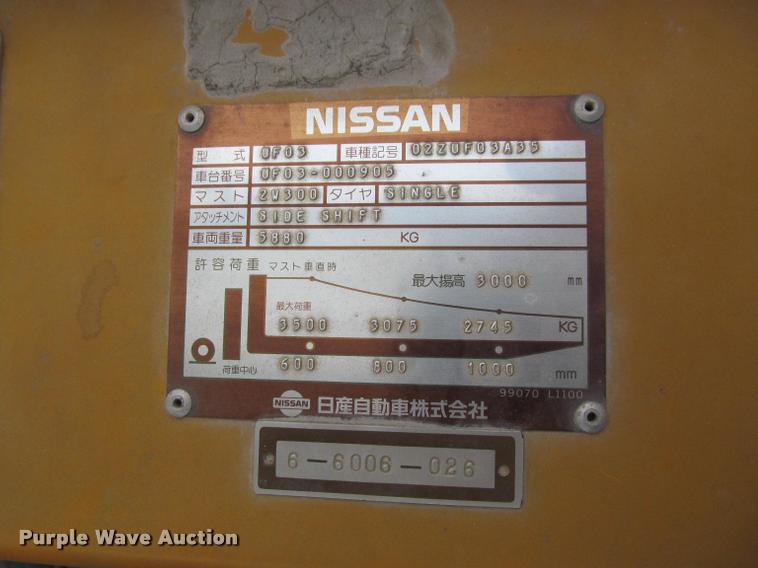 NISSAN
型式 WF03 車種記号 02ZWF03A35
車台番号 WF03-000905
マスト 2W300 タイヤ SINGLE
アタッチメント SIDE SHIFT
車両重量 5880 KG
許容荷重 マスト垂直時 最大揚高 3000 mm
最大荷重
3500 3075 2745 KG
600 800 1000 mm
荷重中心
99070 L1100
NISSAN 日産自動車株式会社
6-6006-026
Purple Wave Auction